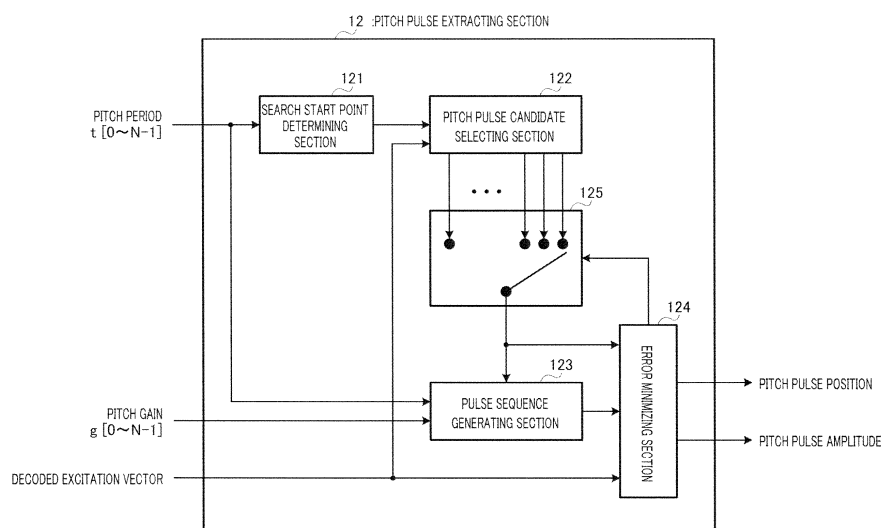 12 :PITCH PULSE EXTRACTING SECTION
121
122
PITCH PERIOD
t [0～N-1]
SEARCH START POINT
DETERMINING
SECTION
PITCH PULSE CANDIDATE
SELECTING SECTION
125
124
ERROR MINIMIZING SECTION
123
PULSE SEQUENCE
GENERATING SECTION
PITCH GAIN
g [0～N-1]
DECODED EXCITATION VECTOR
PITCH PULSE POSITION
PITCH PULSE AMPLITUDE